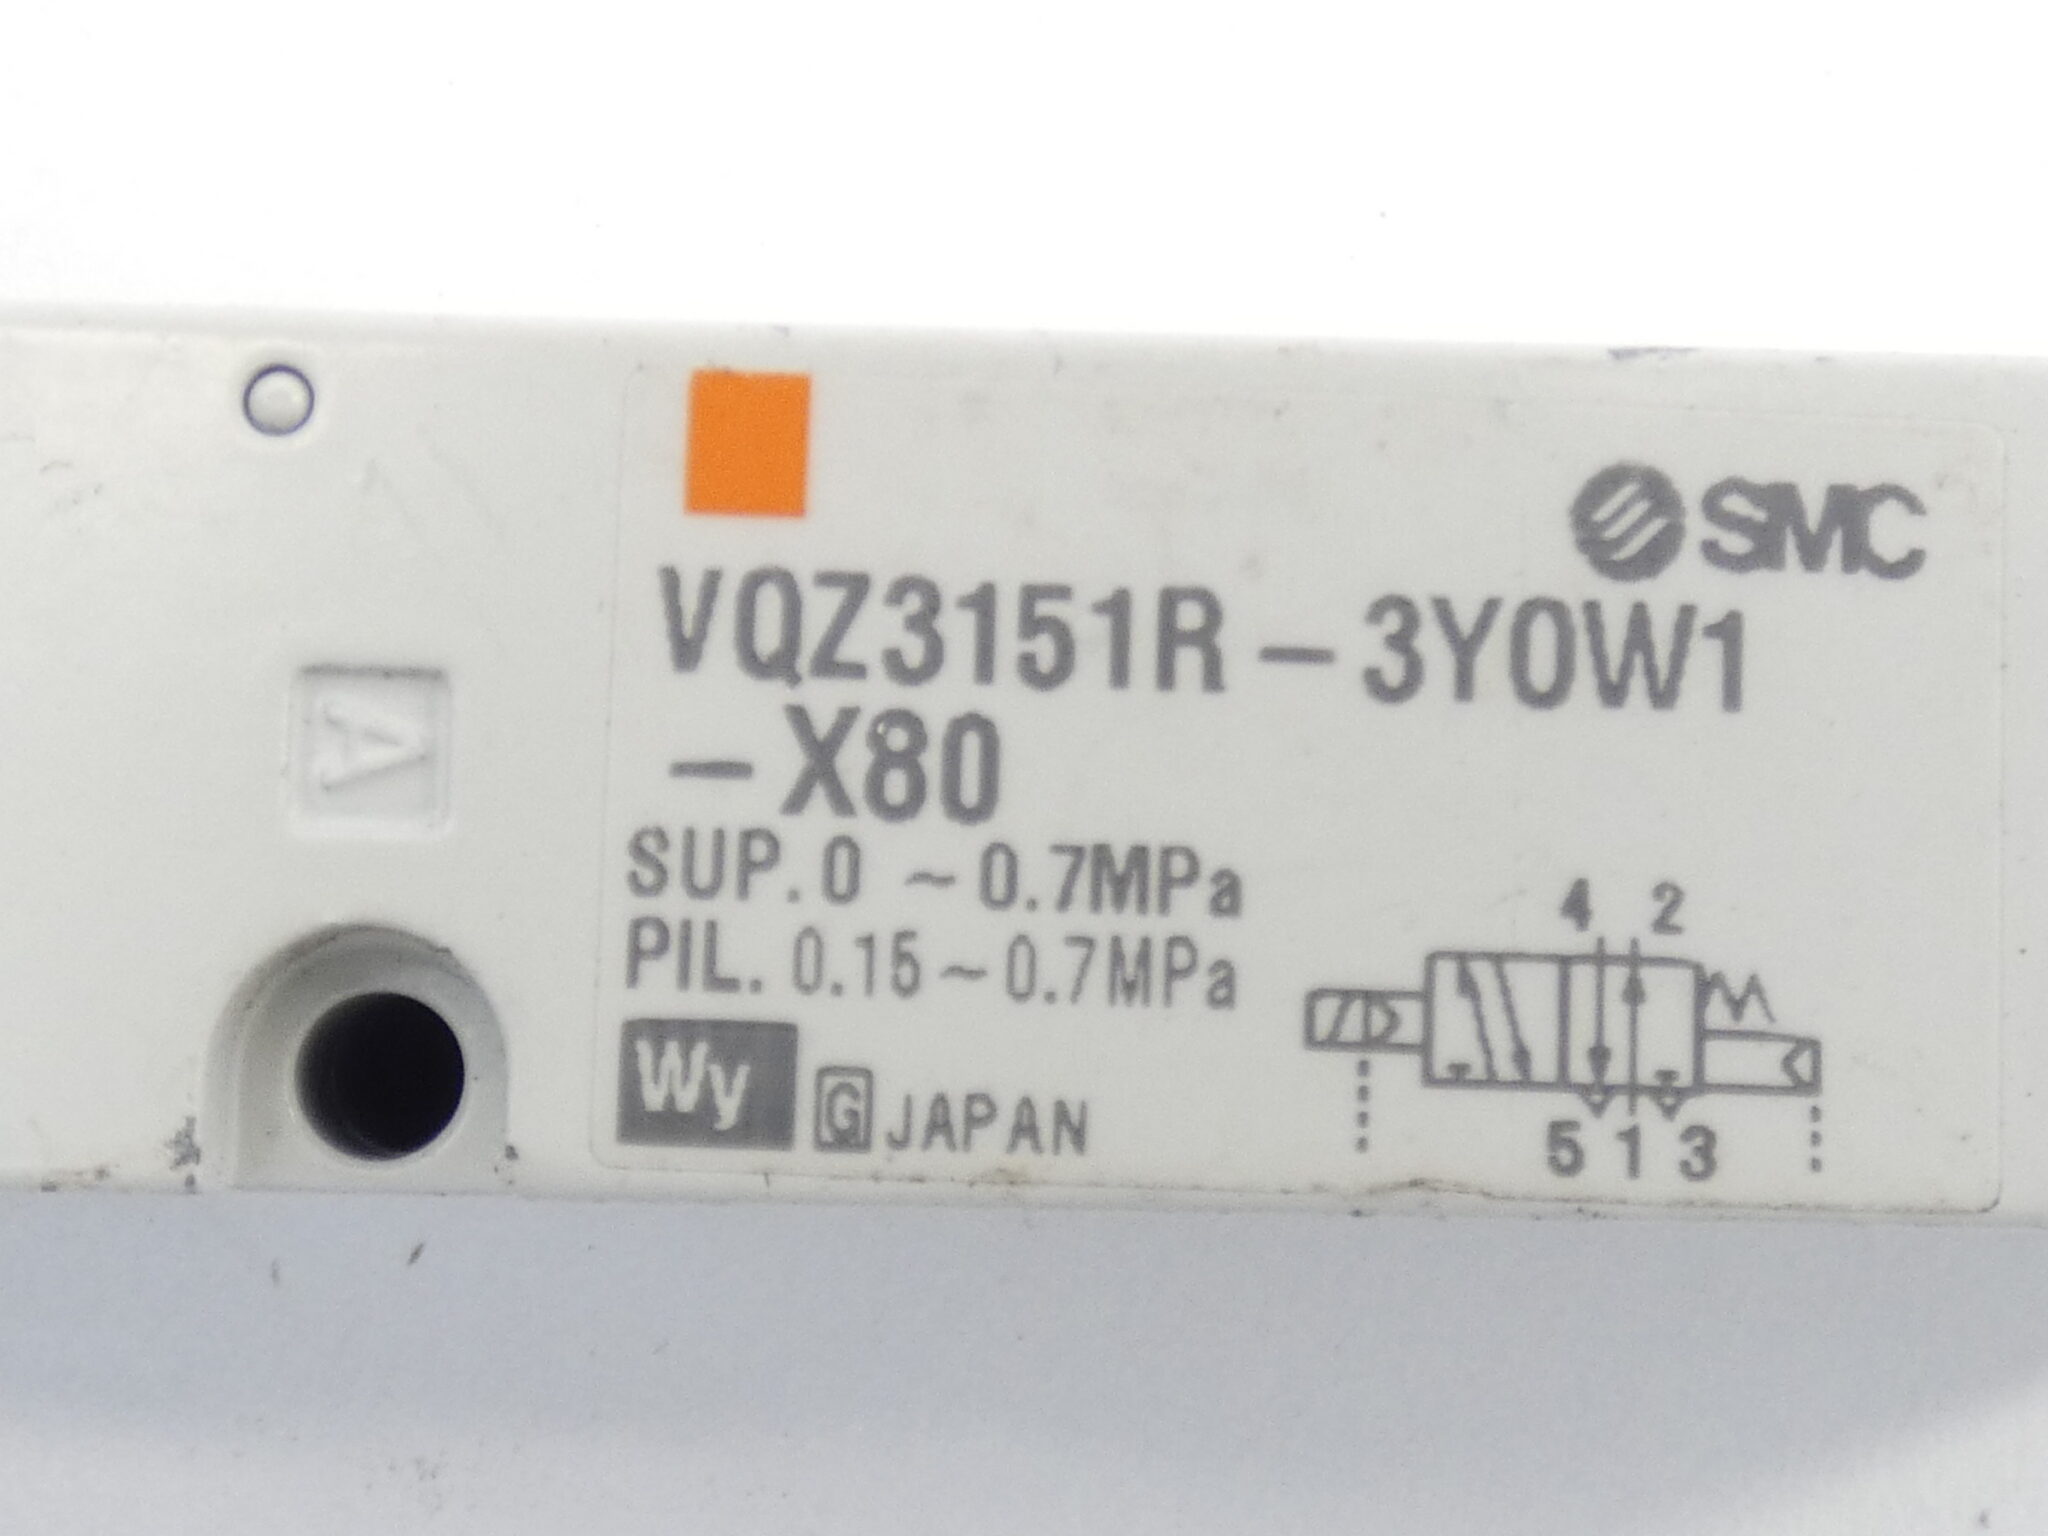 SMC
VQZ3151R-3Y0W1
-X80
SUP. 0 ~ 0.7MPa
PIL. 0.15~0.7MPa
Wy G JAPAN
4 2
5 1 3
A